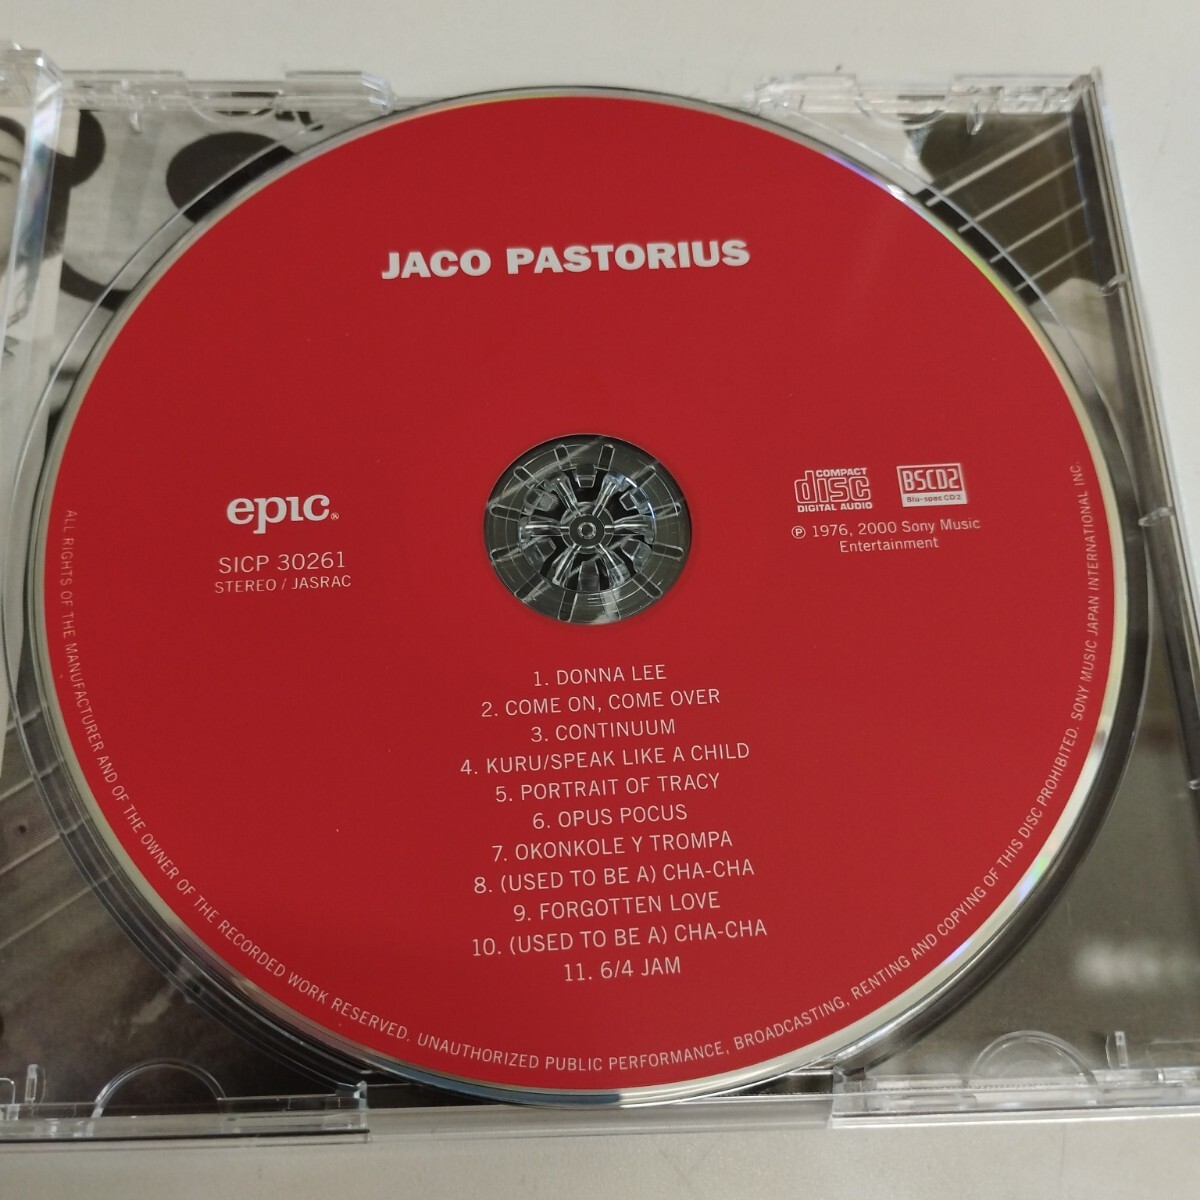 JACO PASTORIUS
epic®
SICP 30261
STEREO / JASRAC
COMPACT
disc
DIGITAL AUDIO
BSCD2
Blu-spec CD2
℗ 1976, 2000 Sony Music
Entertainment
1. DONNA LEE
2. COME ON, COME OVER
3. CONTINUUM
4. KURU/SPEAK LIKE A CHILD
5. PORTRAIT OF TRACY
6. OPUS POCUS
7. OKONKOLE Y TROMPA
8. (USED TO BE A) CHA-CHA
9. FORGOTTEN LOVE
10. (USED TO BE A) CHA-CHA
11. 6/4 JAM
ALL RIGHTS OF THE MANUFACTURER AND OF THE OWNER OF THE RECORDED WORK RESERVED. UNAUTHORIZED PUBLIC PERFORMANCE, BROADCASTING, RENTING AND COPYING OF THIS DISC PROHIBITED. SONY MUSIC JAPAN INTERNATIONAL INC.